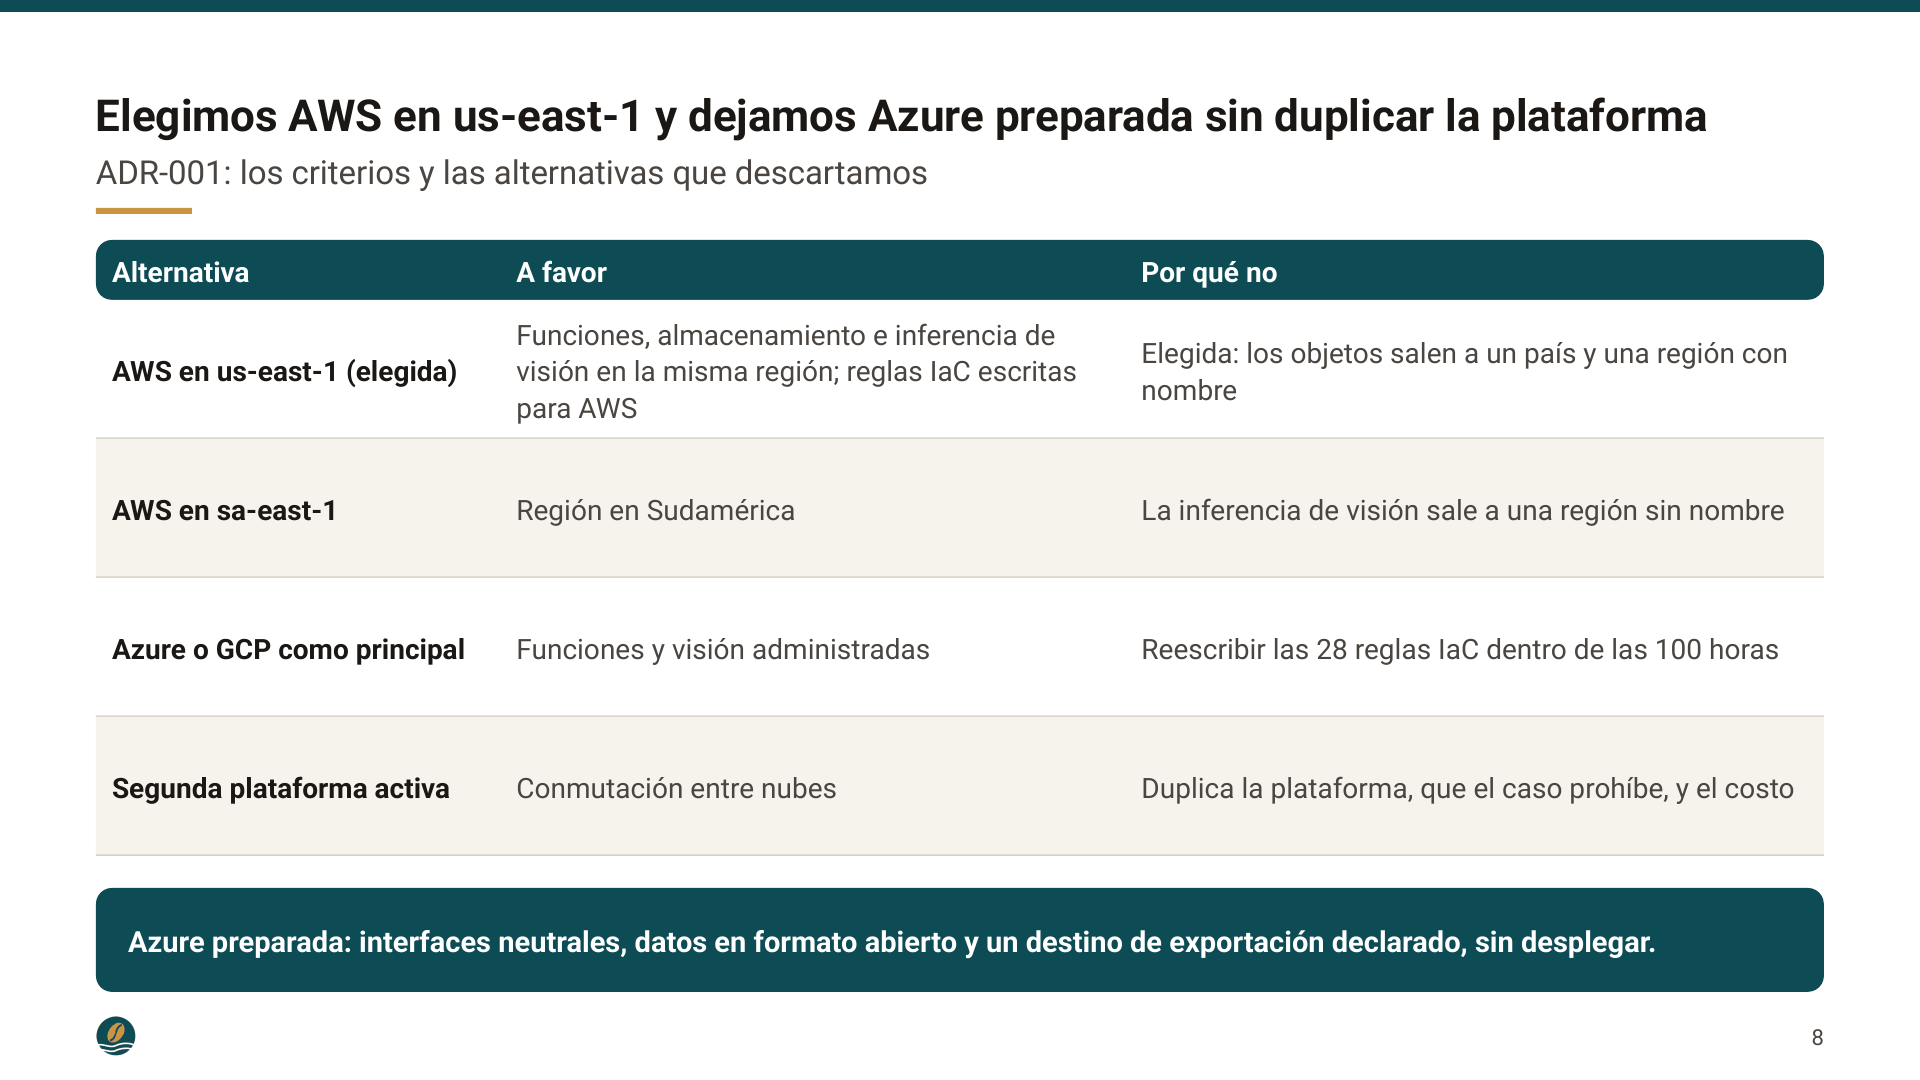 Elegimos AWS en us-east-1 y dejamos Azure preparada sin duplicar la plataforma
ADR-001: los criterios y las alternativas que descartamos
Alternativa
A favor
Por qué no
AWS en us-east-1 (elegida)
Funciones, almacenamiento e inferencia de
visión en la misma región; reglas IaC escritas
para AWS
Elegida: los objetos salen a un país y una región con
nombre
AWS en sa-east-1
Región en Sudamérica
La inferencia de visión sale a una región sin nombre
Azure o GCP como principal
Funciones y visión administradas
Reescribir las 28 reglas IaC dentro de las 100 horas
Segunda plataforma activa
Conmutación entre nubes
Duplica la plataforma, que el caso prohíbe, y el costo
Azure preparada: interfaces neutrales, datos en formato abierto y un destino de exportación declarado, sin desplegar.
8